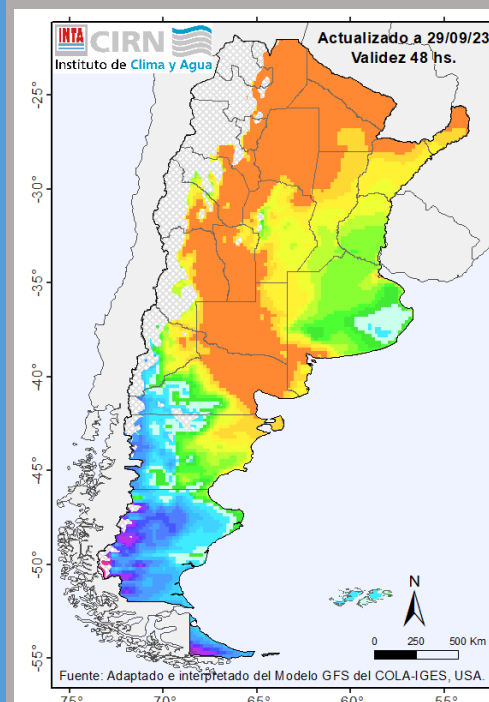 INTA CIRN
Instituto de Clima y Agua
Actualizado a 29/09/23
Validez 48 hs.
-25°
-30°
-35°
-40°
-45°
-50°
-55°
N
0 250 500 Km
Fuente: Adaptado e interpretado del Modelo GFS del COLA-IGES, USA.
75° 70° 65° 60° 55°